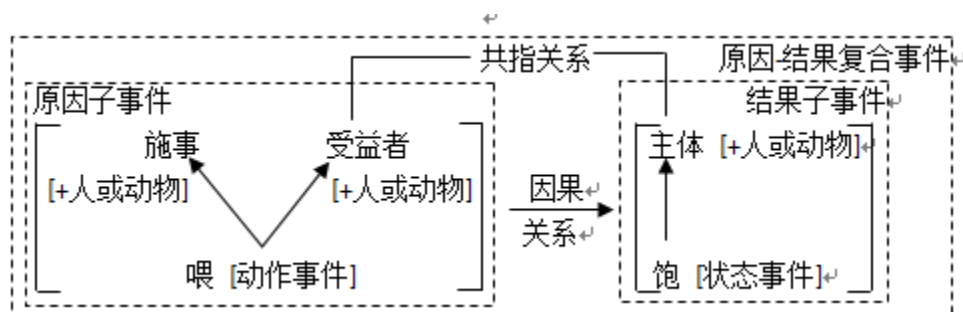 共指关系
原因-结果复合事件
原因子事件
结果子事件
施事
受益者
主体 [+人或动物]
[+人或动物]
[+人或动物]
因果
关系
喂 [动作事件]
饱 [状态事件]